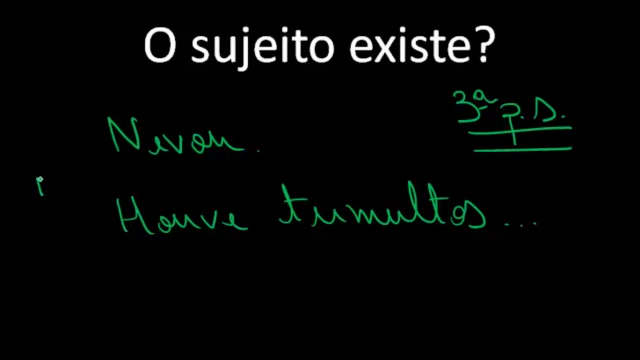 O sujeito existe?
3ª p.s.
Nevou.
Houve tumultos...